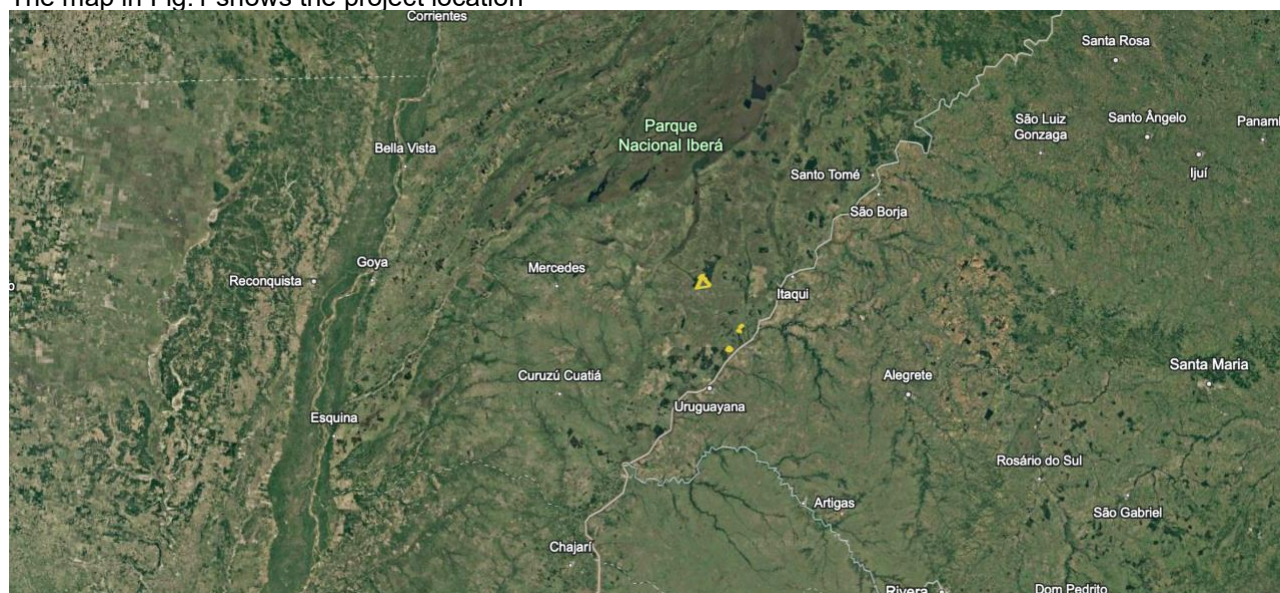 The map in Fig.1 shows the project location
Corrientes
Santa Rosa
Parque
Nacional Iberá
São Luiz
Gonzaga
Santo Ângelo
Panam
Bella Vista
Santo Tomé
Ijuí
São Borja
Reconquista
Goya
Mercedes
Itaqui
Curuzú Cuatiá
Alegrete
Santa Maria
Uruguayana
Esquina
Rosário do Sul
Artigas
São Gabriel
Chajarí
Rivera
Dom Pedrito